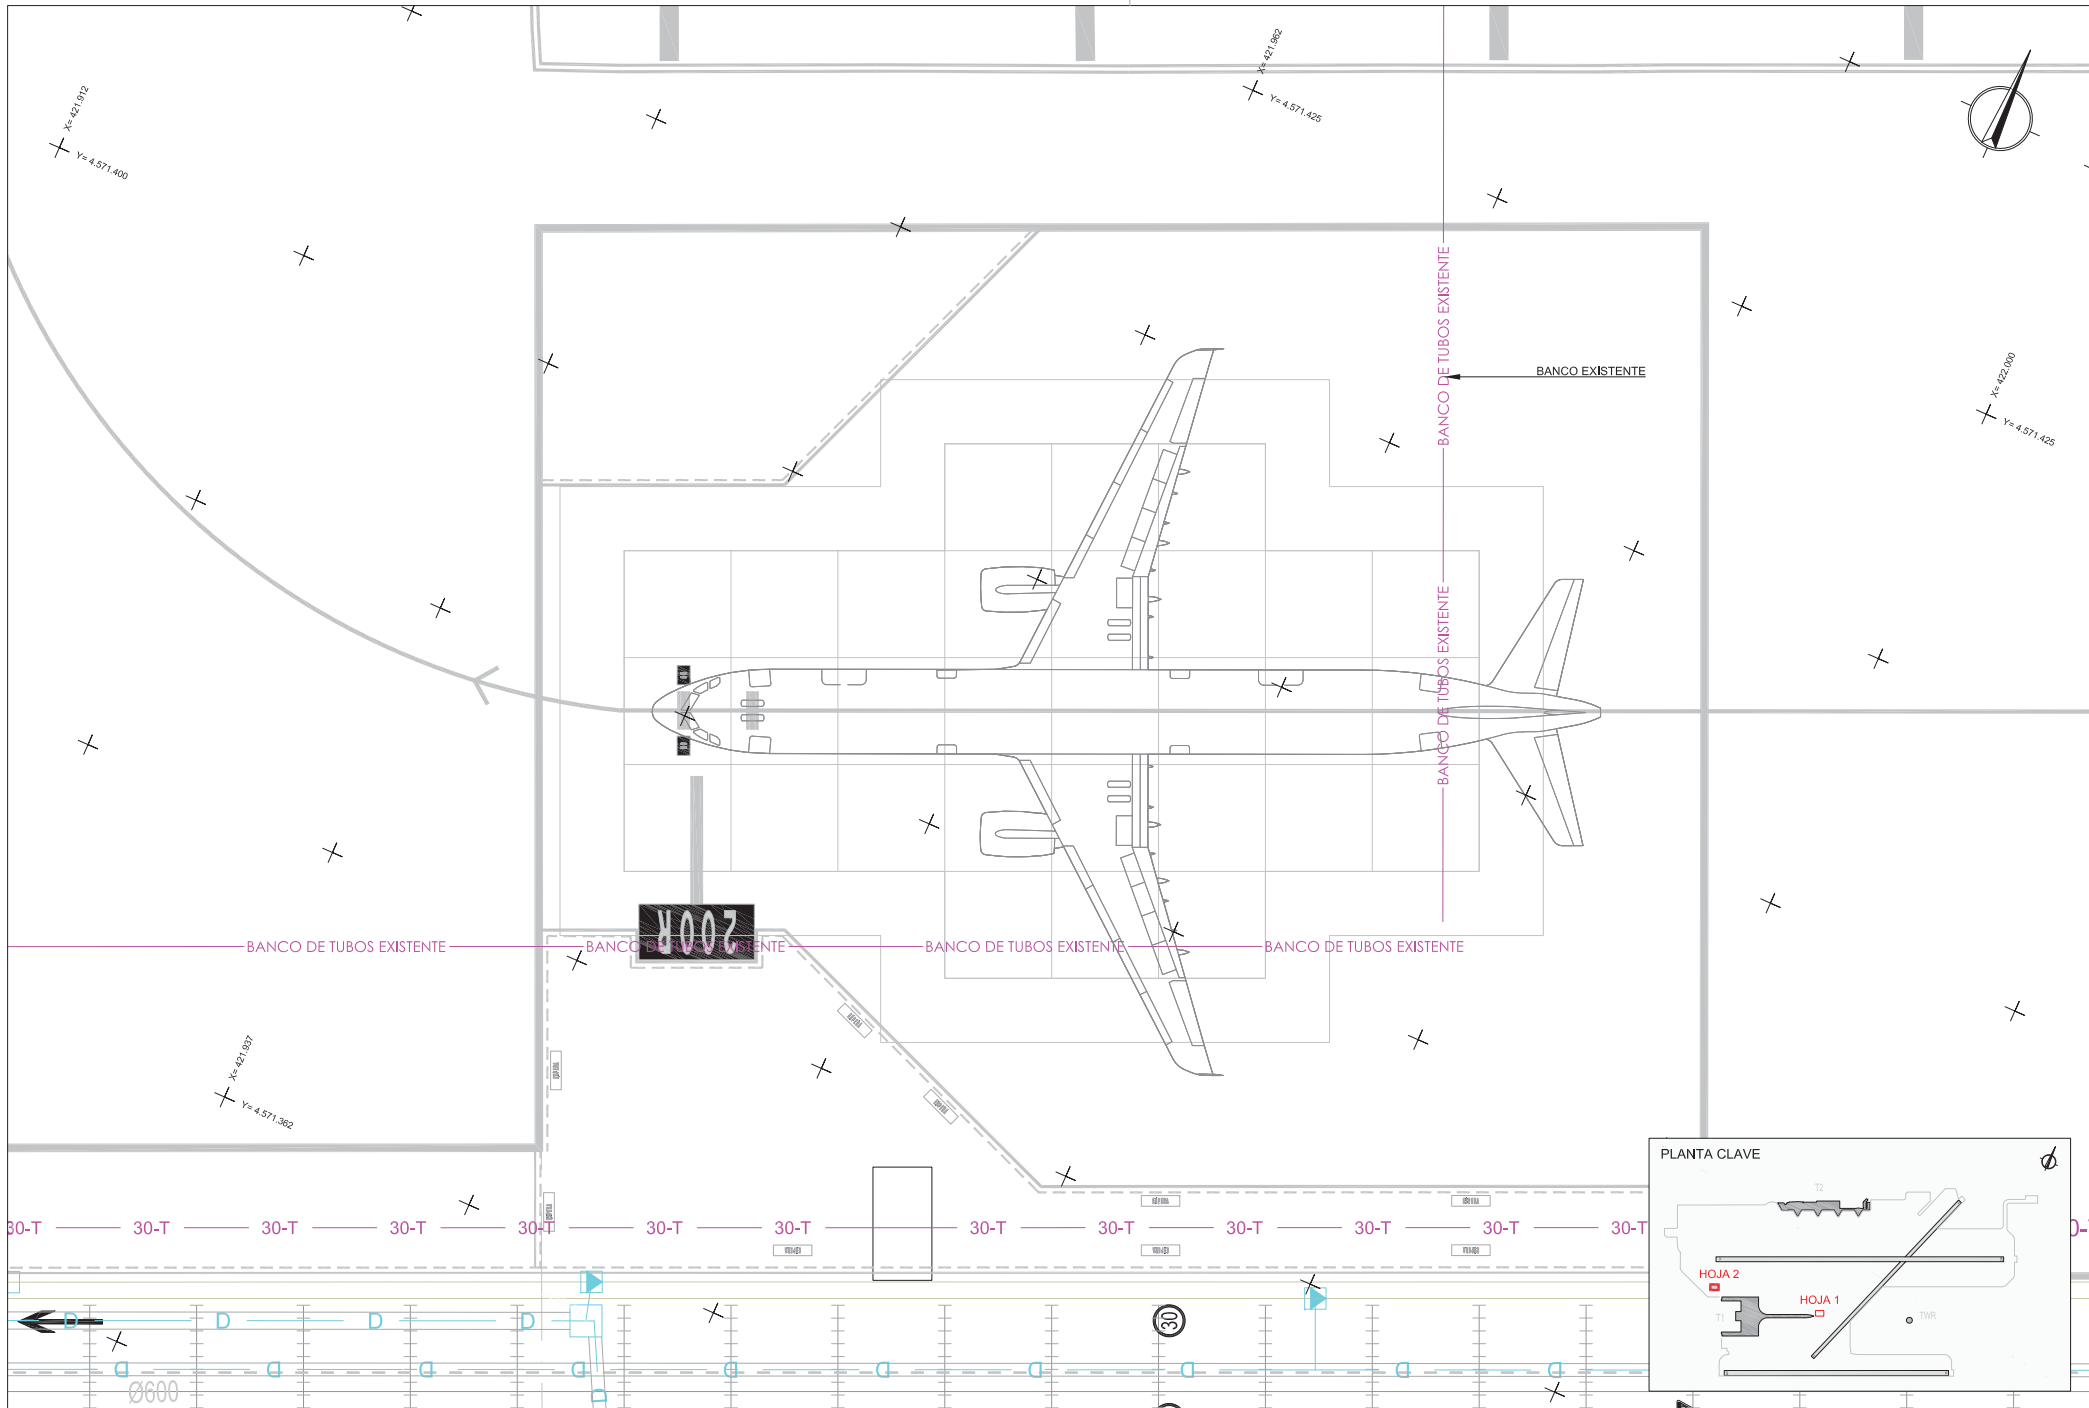 X= 421.912
Y= 4.571.400
X= 421.962
Y= 4.571.425
BANCO DE TUBOS EXISTENTE
BANCO EXISTENTE
X= 422.000
Y= 4.571.425
BANCO DE TUBOS EXISTENTE
200R
BANCO DE TUBOS EXISTENTE BANCO DE TUBOS EXISTENTE BANCO DE TUBOS EXISTENTE BANCO DE TUBOS EXISTENTE
X= 421.937
Y= 4.571.362
PLANTA CLAVE
T2
HOJA 2
HOJA 1
T1
TWR
30-T 30-T 30-T 30-T 30-T 30-T 30-T 30-T 30-T 30-T 30-T 30-T 30-T
D D D D
30
D D D D D D D D D D
Ø600
D